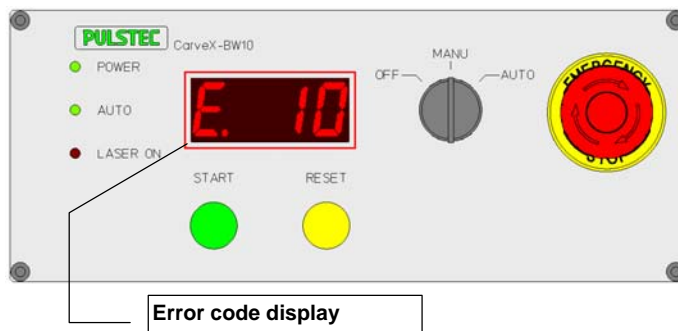 PULSTEC CarveX-BW10
POWER
AUTO
LASER ON
E. 10
START
RESET
OFF
MANU
AUTO
EMERGENCY
STOP
Error code display